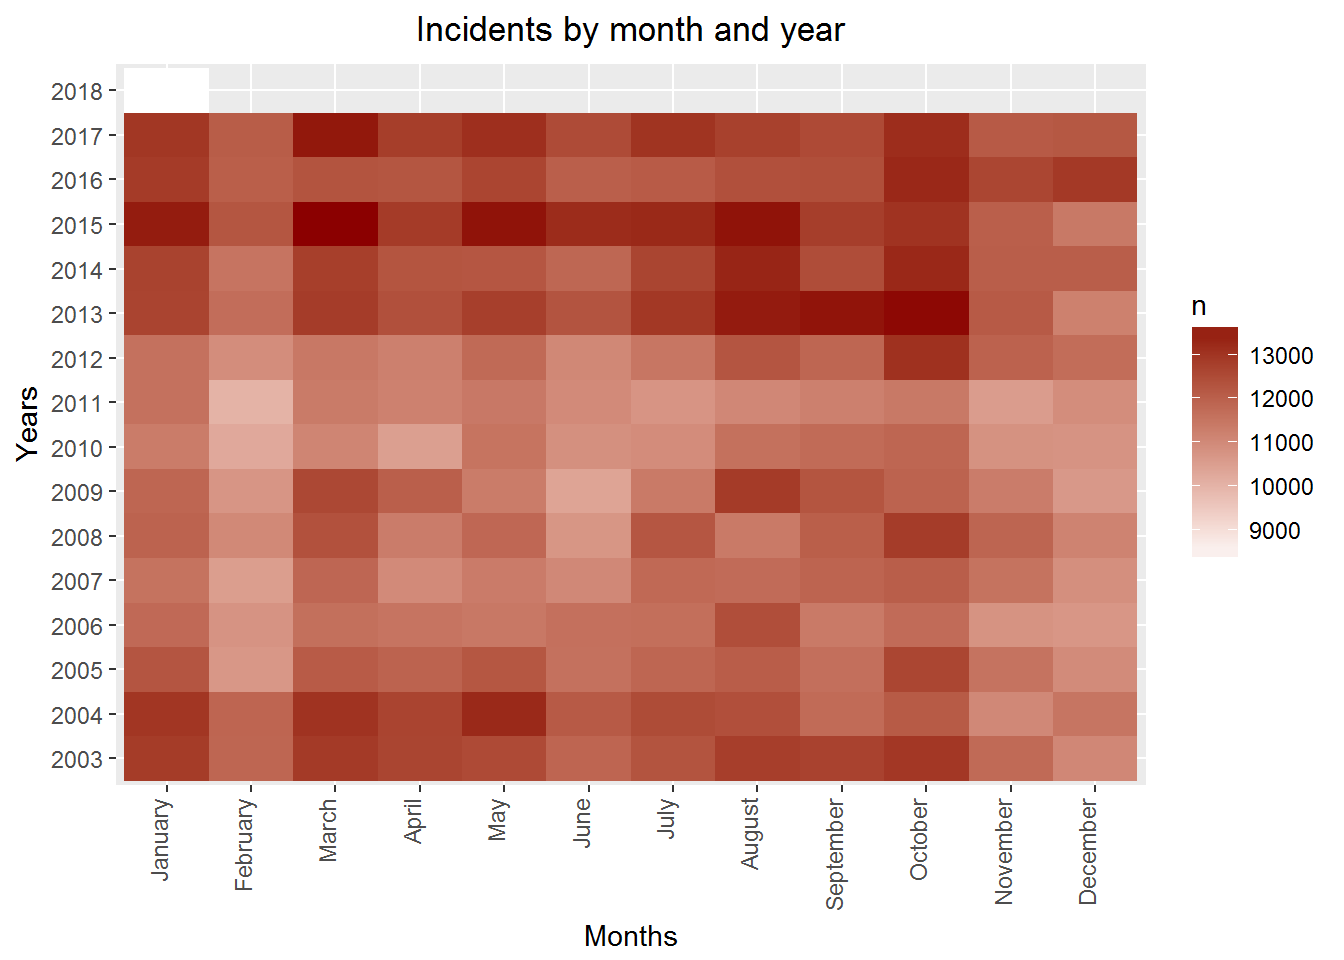 Incidents by month and year
Years
2018
2017
2016
2015
2014
2013
2012
2011
2010
2009
2008
2007
2006
2005
2004
2003
January
February
March
April
May
June
July
August
September
October
November
December
Months
n
13000
12000
11000
10000
9000